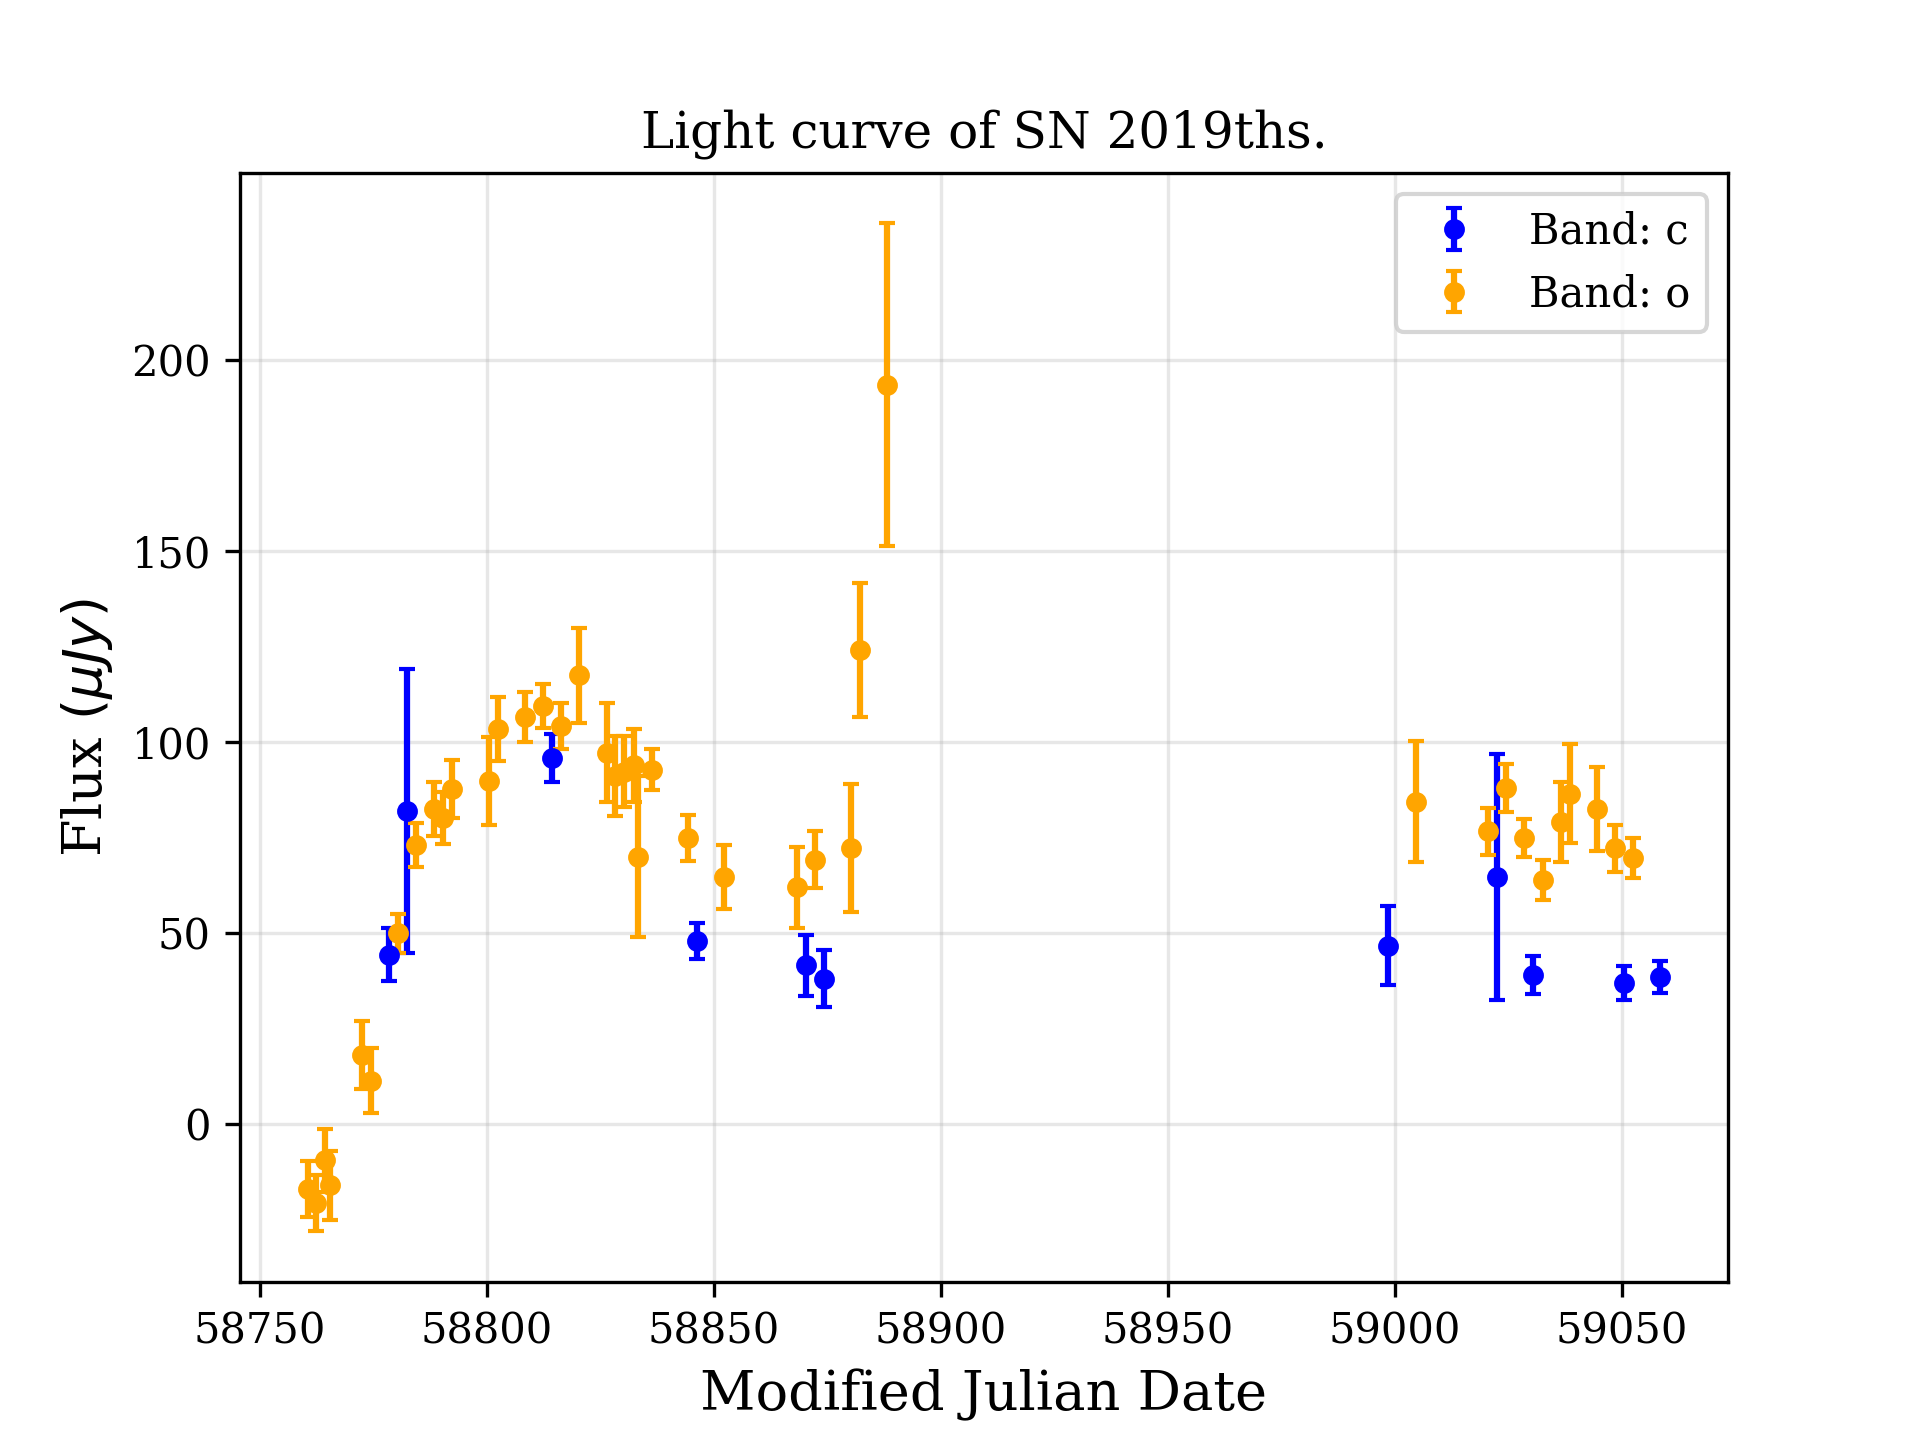 Light curve of SN 2019ths.
Band: c
Band: o
200
150
100
50
0
Flux (μJy)
58750 58800 58850 58900 58950 59000 59050
Modified Julian Date